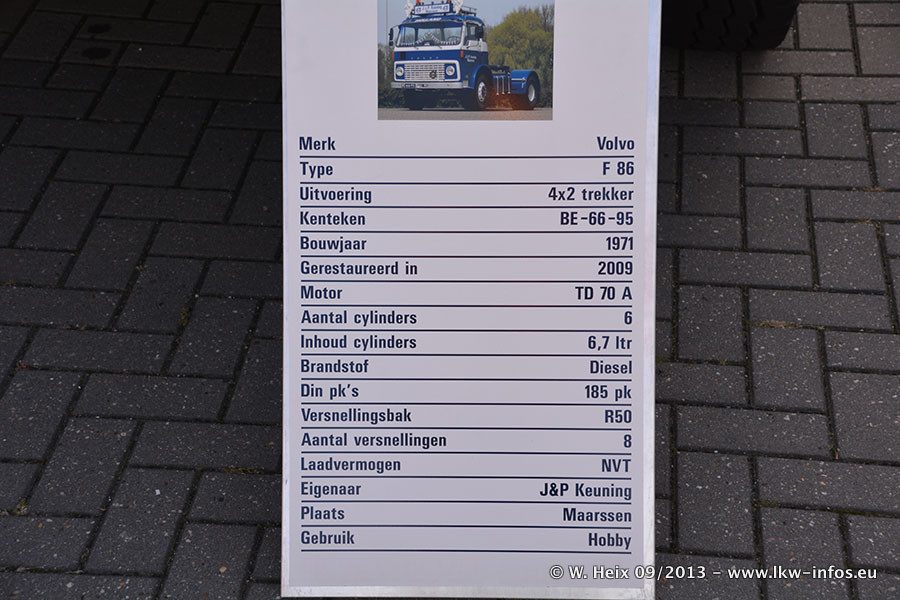 Merk Volvo
Type F 86
Uitvoering 4x2 trekker
Kenteken BE-66-95
Bouwjaar 1971
Gerestaureerd in 2009
Motor TD 70 A
Aantal cylinders 6
Inhoud cylinders 6,7 ltr
Brandstof Diesel
Din pk's 185 pk
Versnellingsbak R50
Aantal versnellingen 8
Laadvermogen NVT
Eigenaar J&P Keuning
Plaats Maarssen
Gebruik Hobby
© W. Heix 09/2013 - www.lkw-infos.eu